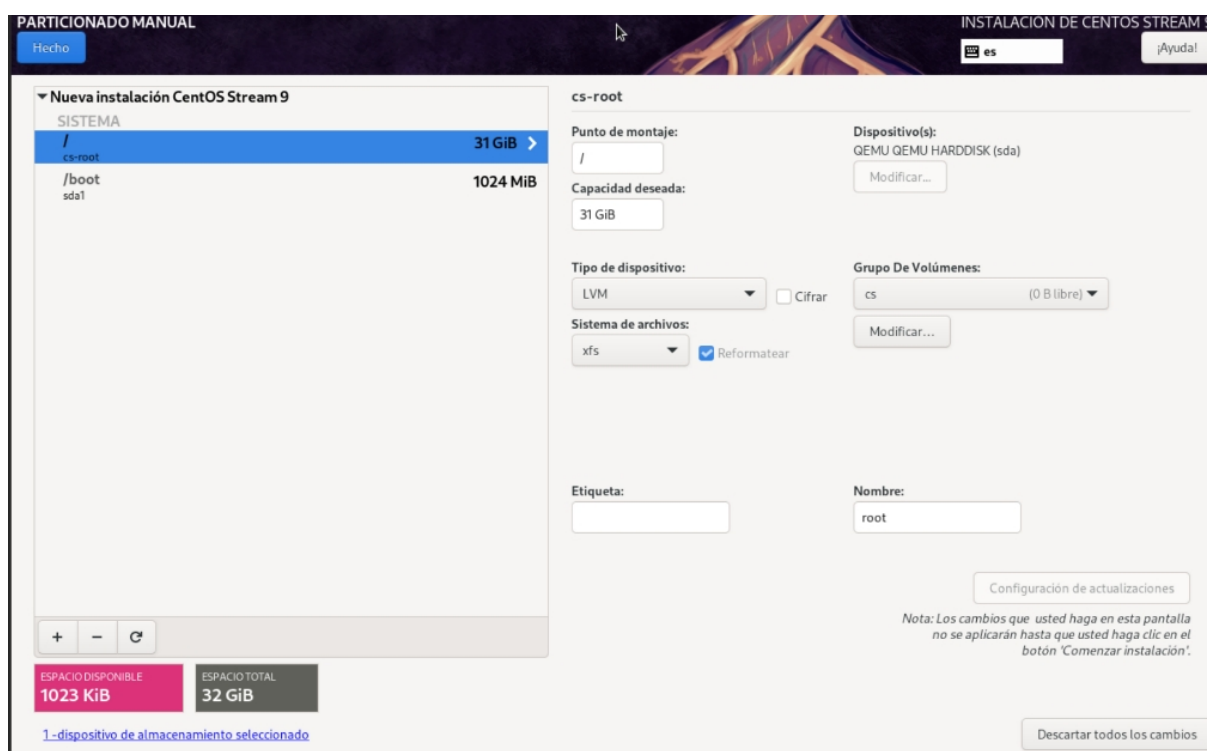 PARTICIONADO MANUAL
INSTALACIÓN DE CENTOS STREAM 9
Hecho
es
¡Ayuda!
Nueva instalación CentOS Stream 9
SISTEMA
/
31 GiB
cs-root
/boot
1024 MiB
sda1
cs-root
Punto de montaje:
/
Dispositivo(s):
QEMU QEMU HARDDISK (sda)
Modificar...
Capacidad deseada:
31 GiB
Tipo de dispositivo:
LVM
Cifrar
Grupo De Volúmenes:
cs (0 B libre)
Modificar...
Sistema de archivos:
xfs
Reformatear
Etiqueta:
Nombre:
root
Configuración de actualizaciones
Nota: Los cambios que usted haga en esta pantalla
no se aplicarán hasta que usted haga clic en el
botón 'Comenzar instalación'.
+ −
ESPACIO DISPONIBLE
1023 KiB
ESPACIO TOTAL
32 GiB
1 -dispositivo de almacenamiento seleccionado
Descartar todos los cambios